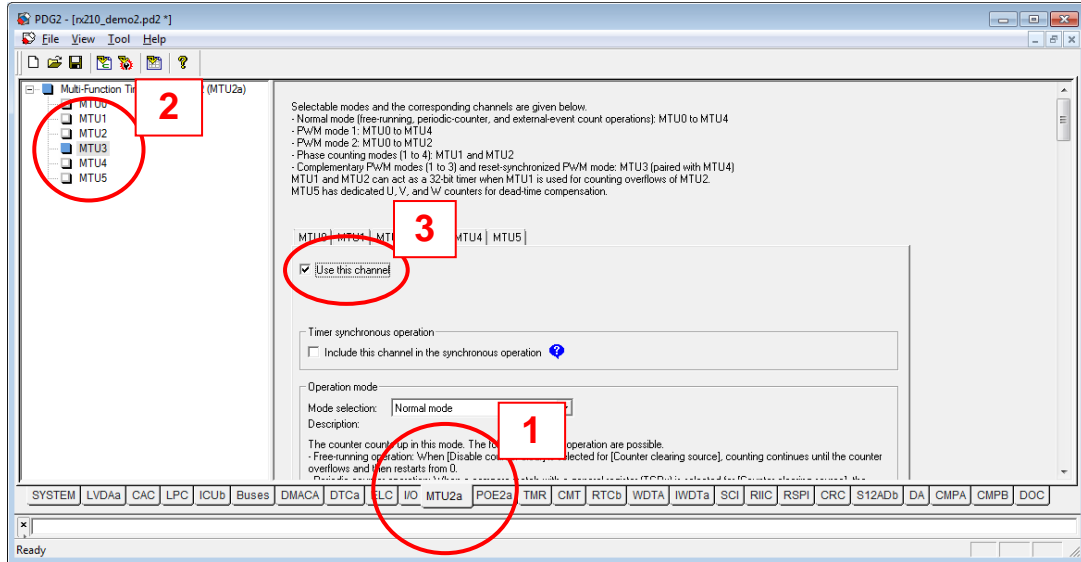 PDG2 - [rx210_demo2.pd2 *]
File View Tool Help
Multi-Function Ti (MTU2a)
MTU0
MTU1
MTU2
MTU3
MTU4
MTU5
2
Selectable modes and the corresponding channels are given below.
- Normal mode (free-running, periodic-counter, and external-event count operations): MTU0 to MTU4
- PWM mode 1: MTU0 to MTU4
- PWM mode 2: MTU0 to MTU2
- Phase counting modes (1 to 4): MTU1 and MTU2
- Complementary PWM modes (1 to 3) and reset-synchronized PWM mode: MTU3 (paired with MTU4)
MTU1 and MTU2 can act as a 32-bit timer when MTU1 is used for counting overflows of MTU2.
MTU5 has dedicated U, V, and W counters for dead-time compensation.
3
MTU0 MTU1 MTU4 MTU5
Use this channel
Timer synchronous operation
Include this channel in the synchronous operation
Operation mode
Mode selection: Normal mode
1
Description:
The counter counts up in this mode. The operation are possible.
- Free-running operation: When [Disable selected for [Counter clearing source], counting continues until the counter
overflows and then restarts from 0.
SYSTEM LVDAa CAC LPC ICUb Buses DMACA DTCa ELC I/O MTU2a POE2a TMR CMT RTCb WDTA IWDTa SCI RIIC RSPI CRC S12ADb DA CMPA CMPB DOC
Ready